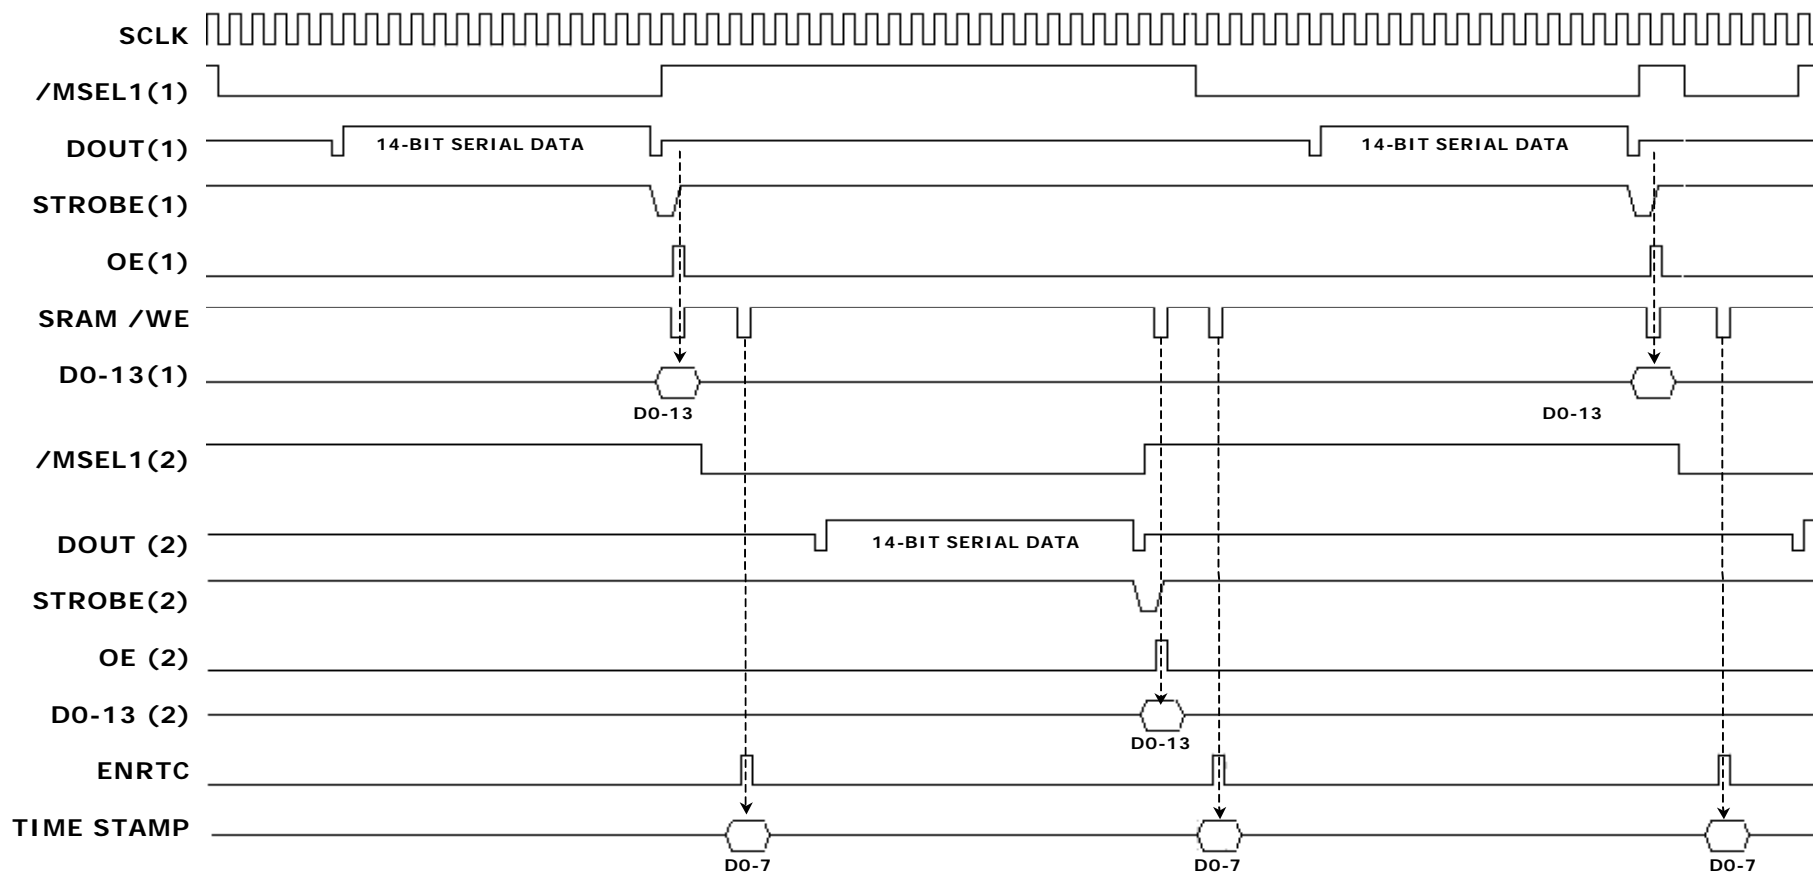 SCLK
/MSEL1(1)
DOUT(1) 14-BIT SERIAL DATA 14-BIT SERIAL DATA
STROBE(1)
OE(1)
SRAM /WE
D0-13(1)
D0-13 D0-13
/MSEL1(2)
DOUT (2) 14-BIT SERIAL DATA
STROBE(2)
OE (2)
D0-13 (2)
D0-13
ENRTC
TIME STAMP
D0-7 D0-7 D0-7